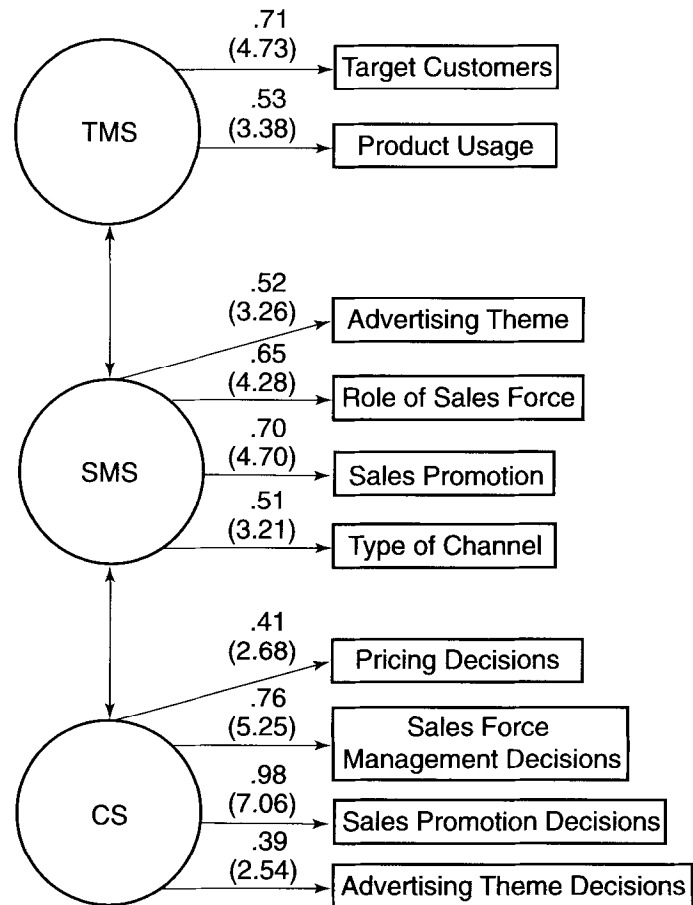 .71
(4.73)
Target Customers
TMS
.53
(3.38)
Product Usage
.52
(3.26)
Advertising Theme
.65
(4.28)
Role of Sales Force
SMS
.70
(4.70)
Sales Promotion
.51
(3.21)
Type of Channel
.41
(2.68)
Pricing Decisions
.76
(5.25)
Sales Force
Management Decisions
CS
.98
(7.06)
Sales Promotion Decisions
.39
(2.54)
Advertising Theme Decisions